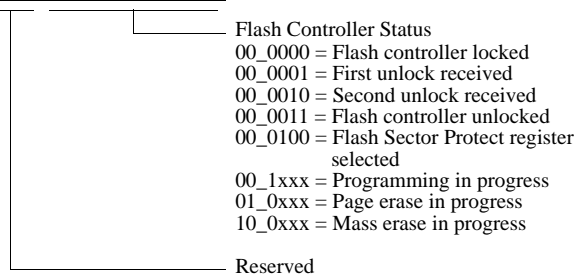 Flash Controller Status
00_0000 = Flash controller locked
00_0001 = First unlock received
00_0010 = Second unlock received
00_0011 = Flash controller unlocked
00_0100 = Flash Sector Protect register
selected
00_1xxx = Programming in progress
01_0xxx = Page erase in progress
10_0xxx = Mass erase in progress
Reserved